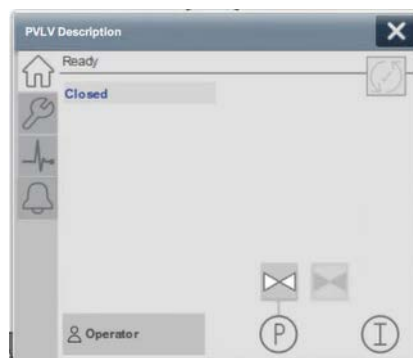 PVLV Description
Ready
Closed
Operator
P
I